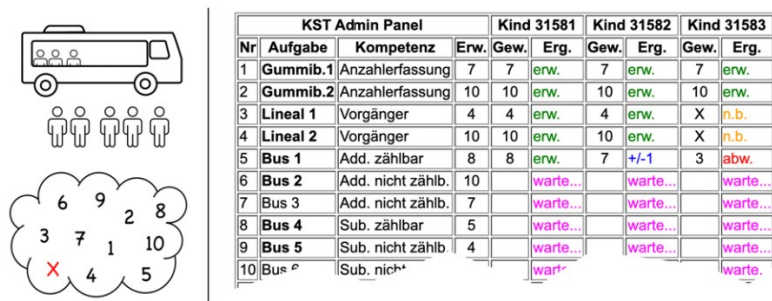 6 9 2 8
3 7 1 10
X 4 5
KST Admin Panel Kind 31581 Kind 31582 Kind 31583
Nr Aufgabe Kompetenz Erw. Gew. Erg. Gew. Erg. Gew. Erg.
1 Gummib.1 Anzahlerfassung 7 7 erw. 7 erw. 7 erw.
2 Gummib.2 Anzahlerfassung 10 10 erw. 10 erw. 10 erw.
3 Lineal 1 Vorgänger 4 4 erw. 4 erw. X n.b.
4 Lineal 2 Vorgänger 10 10 erw. 10 erw. X n.b.
5 Bus 1 Add. zählbar 8 8 erw. 7 +/-1 3 abw.
6 Bus 2 Add. nicht zählb. 10 warte... warte... warte...
7 Bus 3 Add. nicht zählb. 7 warte... warte... warte...
8 Bus 4 Sub. zählbar 5 warte... warte... warte...
9 Bus 5 Sub. nicht zählb. 4 warte... warte... warte...
10 Bus Sub.